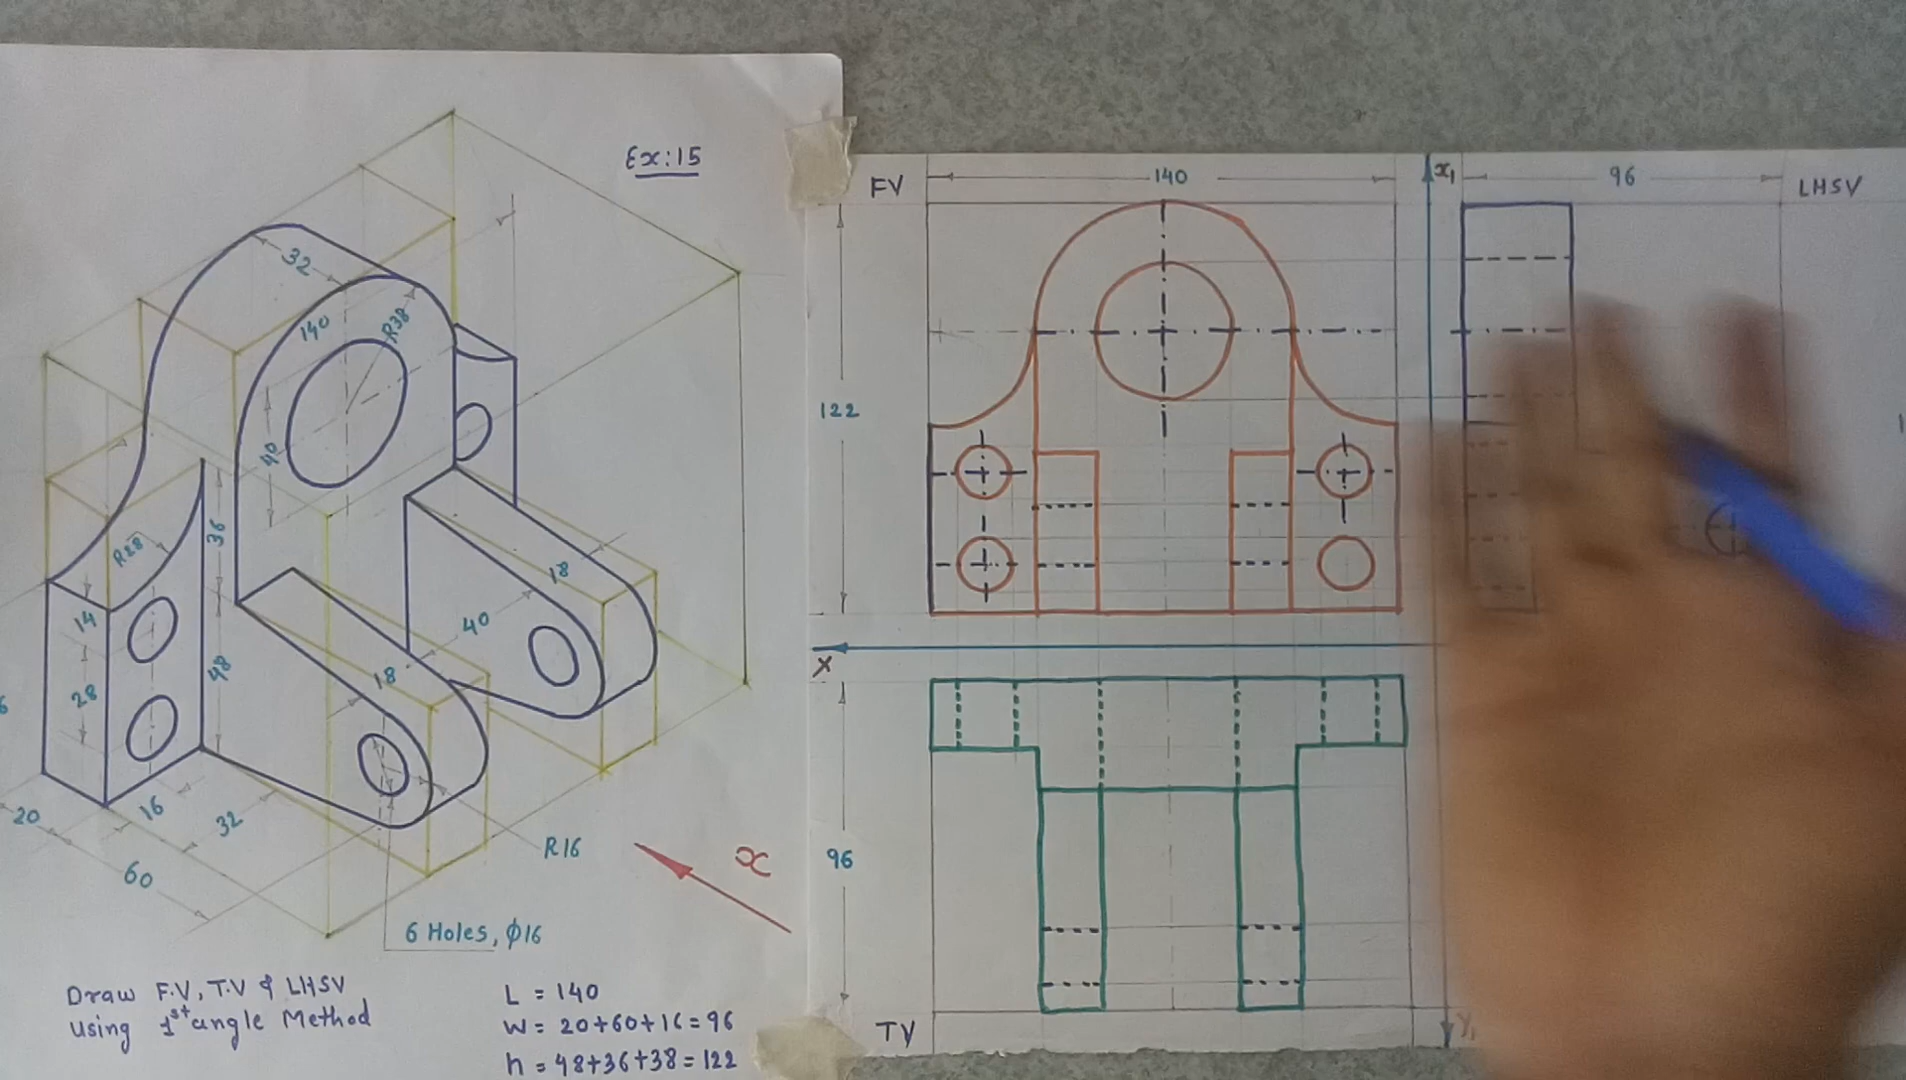 Ex:15
32
140
R38
40
R28
36
14
28
48
18
40
18
20
16
32
60
R16
x
6 Holes, ϕ16
Draw F.V, T.V & LHSV
Using 1st angle Method
L = 140
W = 20+60+16=96
h = 48+36+38=122
FV
140
x1
96
LHSV
122
X
96
TV
Y1